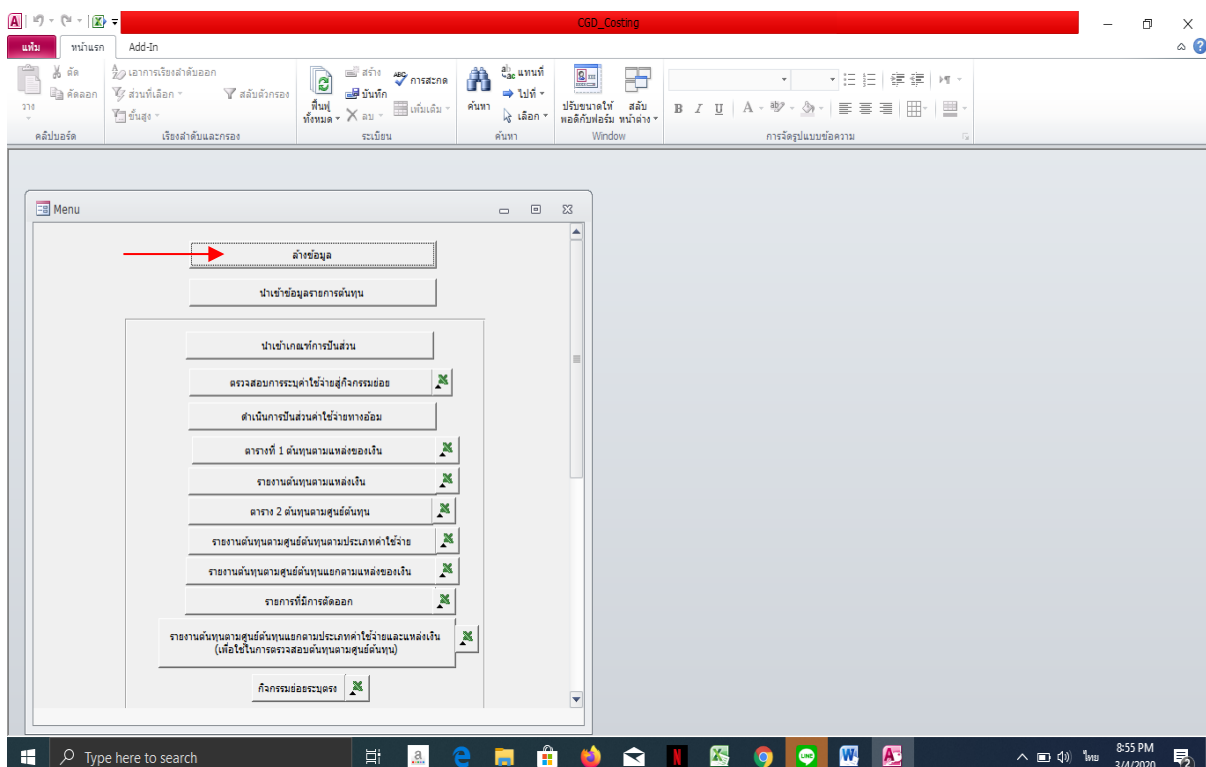 CGD_Costing
แฟ้ม หน้าแรก Add-In
ตัด
คัดลอก
วาง
คลิปบอร์ด
เอาการเรียงลำดับออก
ส่วนที่เลือก
ขั้นสูง
สลับตัวกรอง
เรียงลำดับและกรอง
ฟื้นฟู
ทั้งหมด
สร้าง
บันทึก
ลบ
การสะกด
เพิ่มเติม
ระเบียน
ค้นหา
แทนที่
ไปที่
เลือก
ค้นหา
ปรับขนาดให้
พอดีกับฟอร์ม
สลับ
หน้าต่าง
Window
B I U A
การจัดรูปแบบข้อความ
Menu
ล้างข้อมูล
นำเข้าข้อมูลรายการต้นทุน
นำเข้าเกณฑ์การปันส่วน
ตรวจสอบการระบุค่าใช้จ่ายสู่กิจกรรมย่อย
ดำเนินการปันส่วนค่าใช้จ่ายทางอ้อม
ตารางที่ 1 ต้นทุนตามแหล่งของเงิน
รายงานต้นทุนตามแหล่งเงิน
ตาราง 2 ต้นทุนตามศูนย์ต้นทุน
รายงานต้นทุนตามศูนย์ต้นทุนตามประเภทค่าใช้จ่าย
รายงานต้นทุนตามศูนย์ต้นทุนแยกตามแหล่งของเงิน
รายการที่มีการตัดออก
รายงานต้นทุนตามศูนย์ต้นทุนแยกตามประเภทค่าใช้จ่ายและแหล่งเงิน
(เพื่อใช้ในการตรวจสอบต้นทุนตามศูนย์ต้นทุน)
กิจกรรมย่อยระบุตรง
Type here to search
ไทย
8:55 PM
3/4/2020